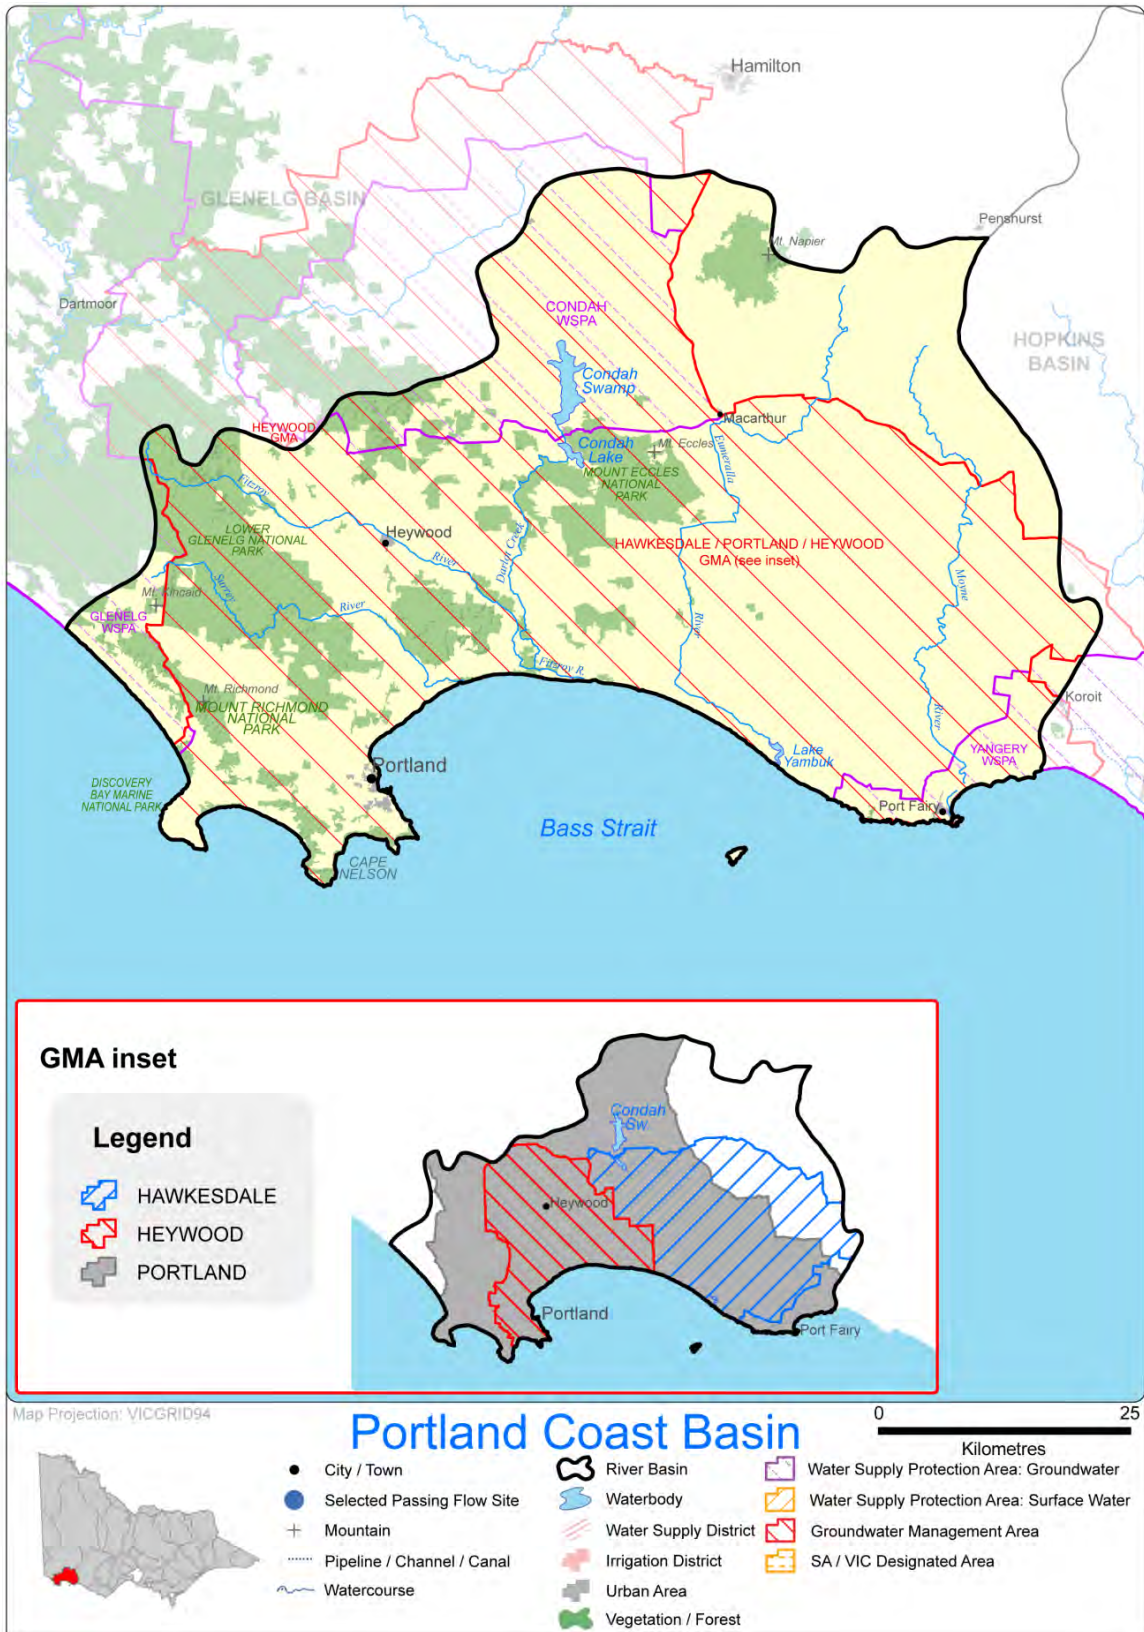 Hamilton
GLENELG BASIN
Penshurst
Mt. Napier
Dartmoor
CONDAH
WSPA
HOPKINS
BASIN
Condah
Swamp
HEYWOOD
GMA
Macarthur
Condah
Lake
Mt. Eccles
Eumeralla
MOUNT ECCLES
NATIONAL
PARK
Fitzroy
LOWER
GLENELG NATIONAL
PARK
Heywood
River
Darlot Creek
HAWKESDALE / PORTLAND / HEYWOOD
GMA (see inset)
Moyne
Mt. Kincaid
Surrey
River
GLENELG
WSPA
River
Fitzroy R.
Mt. Richmond
MOUNT RICHMOND
NATIONAL
PARK
Koroit
River
Lake
Yambuk
YANGERY
WSPA
Portland
DISCOVERY
BAY MARINE
NATIONAL PARK
Port Fairy
Bass Strait
CAPE
NELSON
GMA inset
Legend
HAWKESDALE
HEYWOOD
PORTLAND
Condah
Sw
Heywood
Portland
Port Fairy
Map Projection: VICGRID94
Portland Coast Basin
0 25
Kilometres
City / Town
Selected Passing Flow Site
Mountain
Pipeline / Channel / Canal
Watercourse
River Basin
Waterbody
Water Supply District
Irrigation District
Urban Area
Vegetation / Forest
Water Supply Protection Area: Groundwater
Water Supply Protection Area: Surface Water
Groundwater Management Area
SA / VIC Designated Area